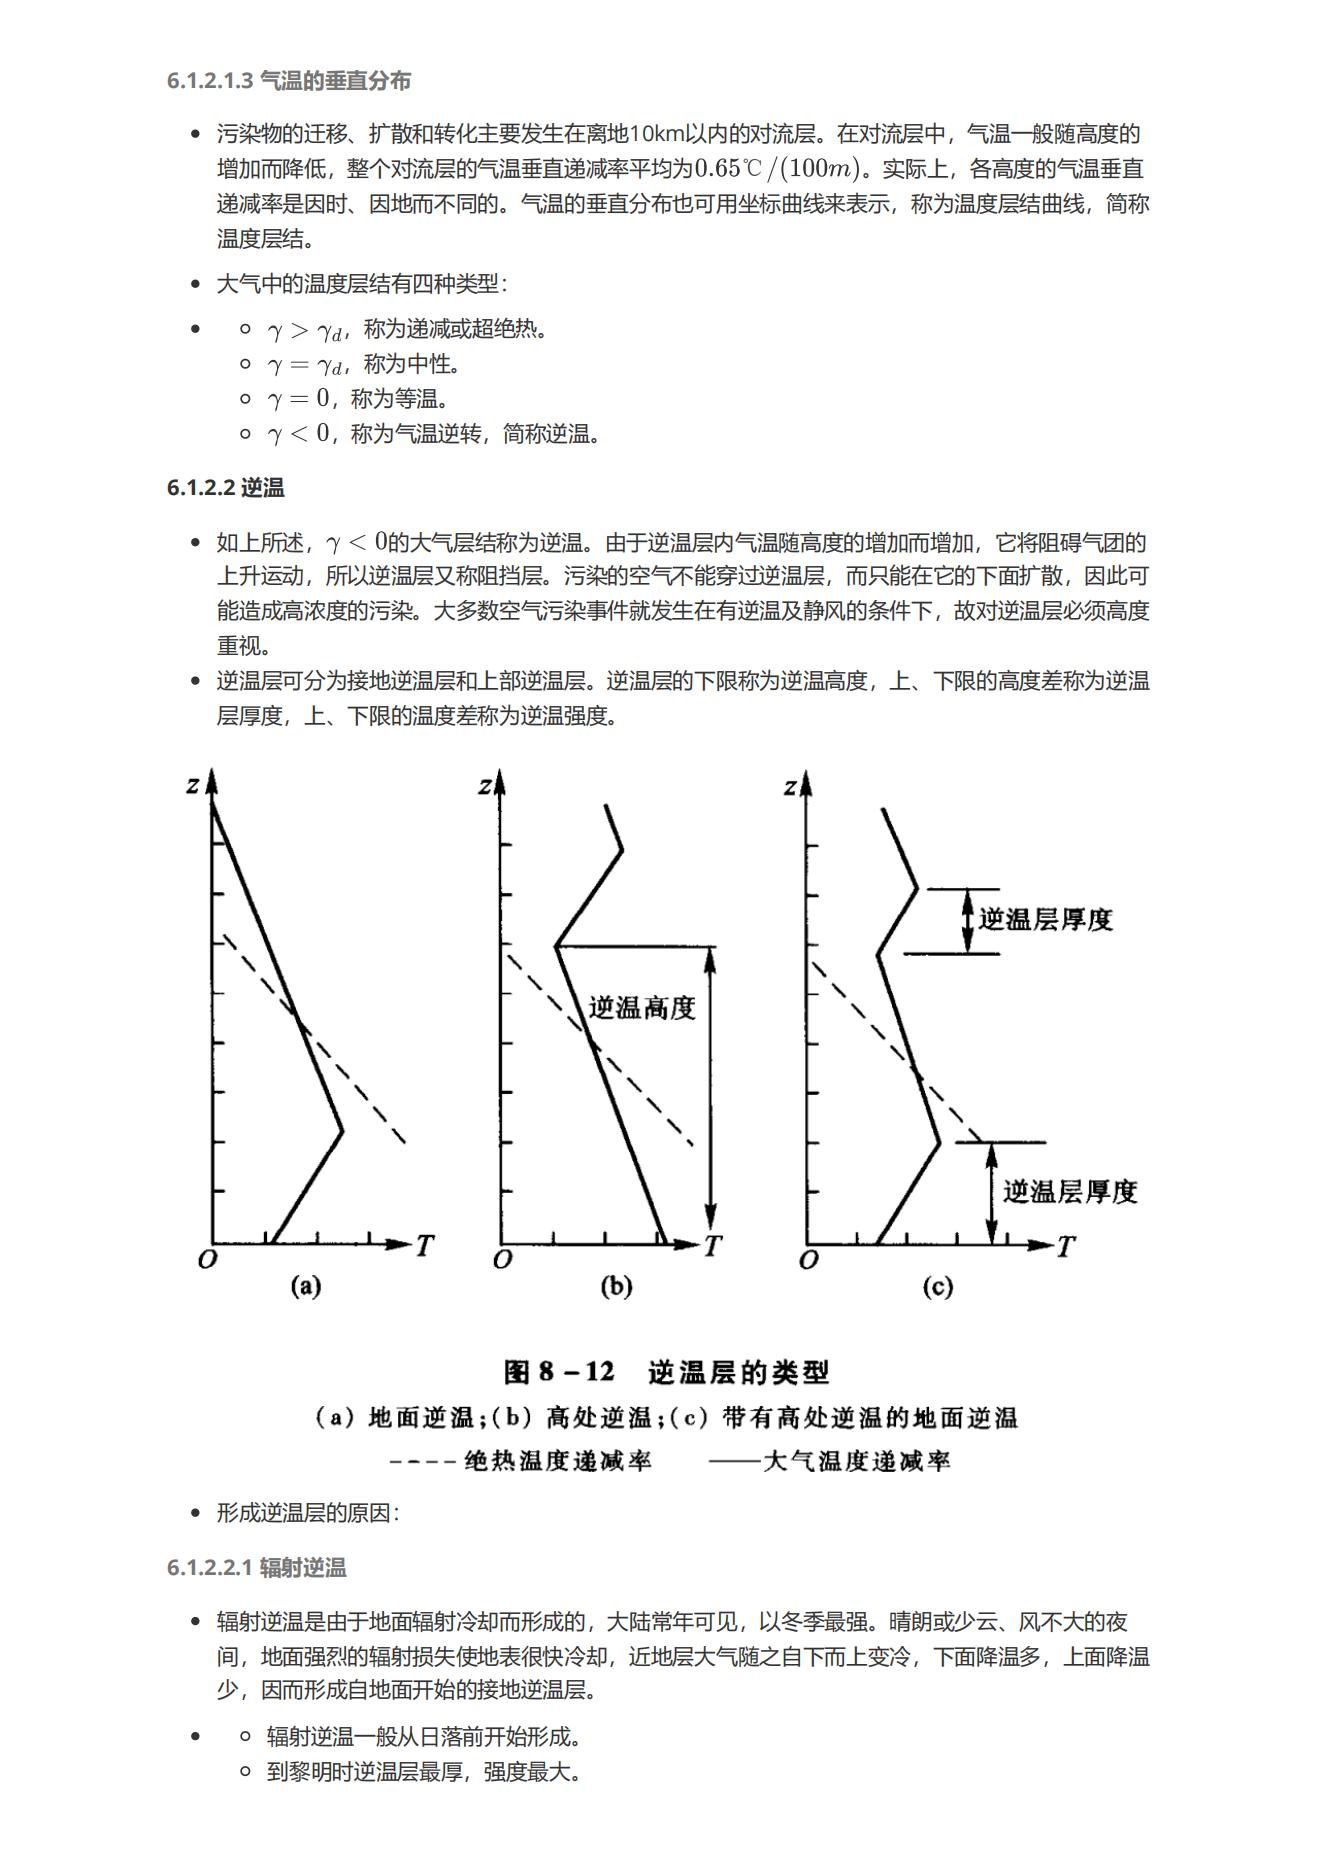 6.1.2.1.3 气温的垂直分布
• 污染物的迁移、扩散和转化主要发生在离地10km以内的对流层。在对流层中，气温一般随高度的
增加而降低，整个对流层的气温垂直递减率平均为0.65℃/(100m)。实际上，各高度的气温垂直
递减率是因时、因地而不同的。气温的垂直分布也可用坐标曲线来表示，称为温度层结曲线，简称
温度层结。
• 大气中的温度层结有四种类型：
• ○ γ > γd，称为递减或超绝热。
○ γ = γd，称为中性。
○ γ = 0，称为等温。
○ γ < 0，称为气温逆转，简称逆温。
6.1.2.2 逆温
• 如上所述，γ < 0的大气层结称为逆温。由于逆温层内气温随高度的增加而增加，它将阻碍气团的
上升运动，所以逆温层又称阻挡层。污染的空气不能穿过逆温层，而只能在它的下面扩散，因此可
能造成高浓度的污染。大多数空气污染事件就发生在有逆温及静风的条件下，故对逆温层必须高度
重视。
• 逆温层可分为接地逆温层和上部逆温层。逆温层的下限称为逆温高度，上、下限的高度差称为逆温
层厚度，上、下限的温度差称为逆温强度。
z
O
T
(a)
z
逆温高度
O
T
(b)
z
逆温层厚度
逆温层厚度
O
T
(c)
图 8－12 逆温层的类型
(a) 地面逆温;(b) 高处逆温;(c) 带有高处逆温的地面逆温
---- 绝热温度递减率 ——大气温度递减率
• 形成逆温层的原因：
6.1.2.2.1 辐射逆温
• 辐射逆温是由于地面辐射冷却而形成的，大陆常年可见，以冬季最强。晴朗或少云、风不大的夜
间，地面强烈的辐射损失使地表很快冷却，近地层大气随之自下而上变冷，下面降温多，上面降温
少，因而形成自地面开始的接地逆温层。
• ○ 辐射逆温一般从日落前开始形成。
○ 到黎明时逆温层最厚，强度最大。